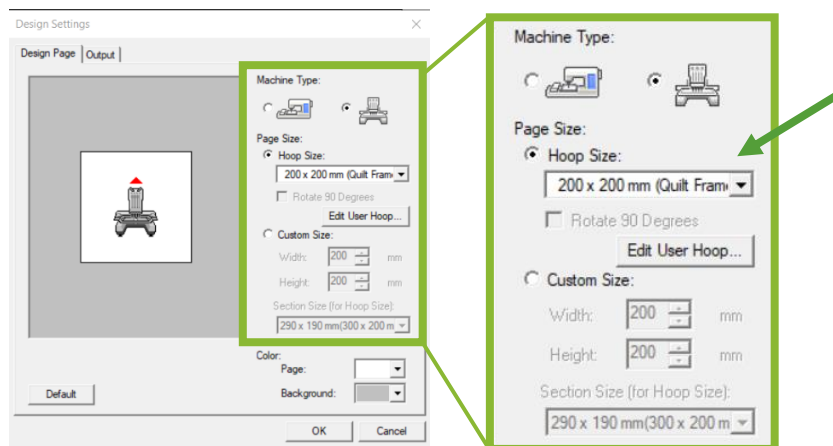 Design Settings
Design Page Output
Machine Type:
Page Size:
Hoop Size:
200 x 200 mm (Quilt Fram
Rotate 90 Degrees
Edit User Hoop...
Custom Size:
Width: 200 mm
Height: 200 mm
Section Size (for Hoop Size):
290 x 190 mm(300 x 200 m
Color:
Page:
Background:
Default
OK Cancel
Machine Type:
Page Size:
Hoop Size:
200 x 200 mm (Quilt Fram
Rotate 90 Degrees
Edit User Hoop...
Custom Size:
Width: 200 mm
Height: 200 mm
Section Size (for Hoop Size):
290 x 190 mm(300 x 200 m